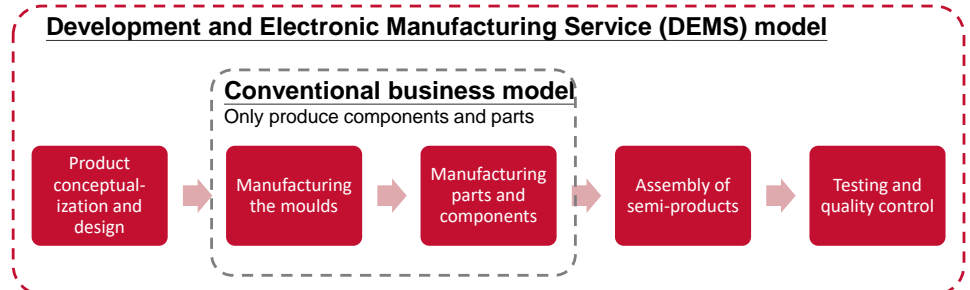 Development and Electronic Manufacturing Service (DEMS) model
Conventional business model
Only produce components and parts
Product
conceptual-
ization and
design
Manufacturing
the moulds
Manufacturing
parts and
components
Assembly of
semi-products
Testing and
quality control